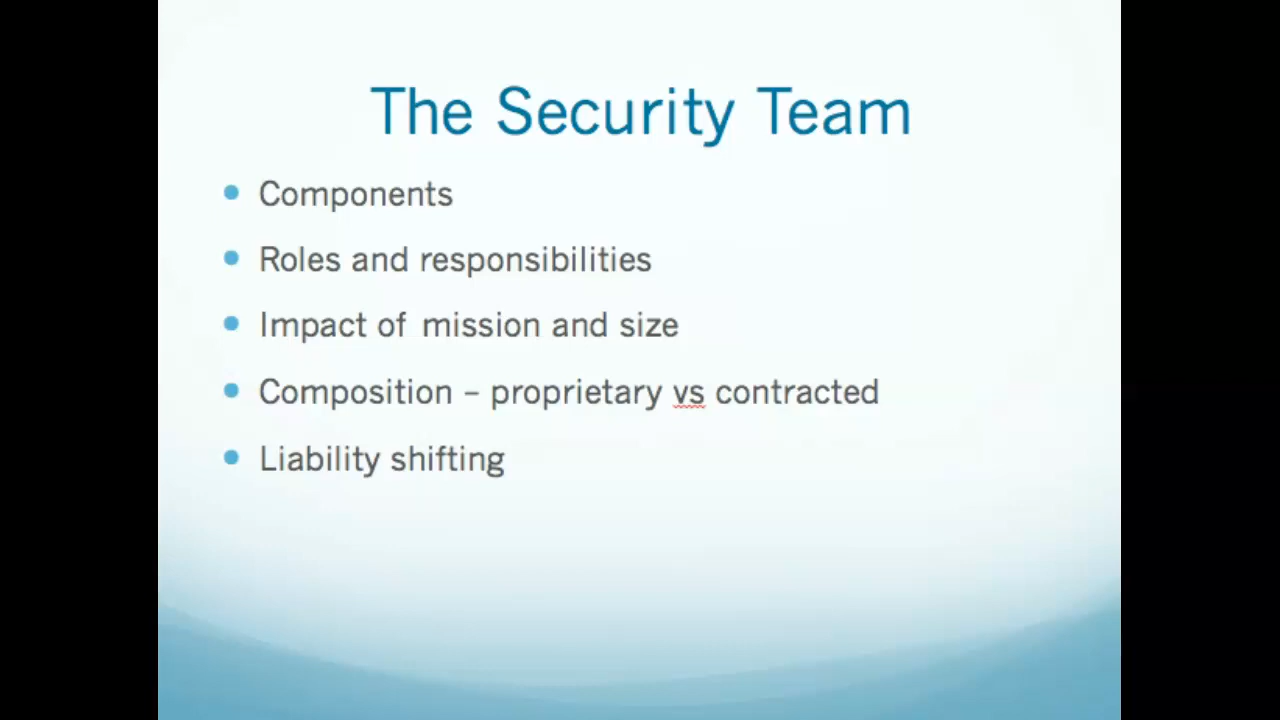 The Security Team
• Components
• Roles and responsibilities
• Impact of mission and size
• Composition – proprietary vs contracted
• Liability shifting